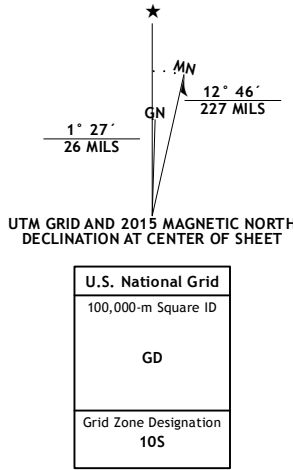 MN
GN
12° 46´
227 MILS
1° 27´
26 MILS
UTM GRID AND 2015 MAGNETIC NORTH
DECLINATION AT CENTER OF SHEET
U.S. National Grid
100,000-m Square ID
GD
Grid Zone Designation
10S